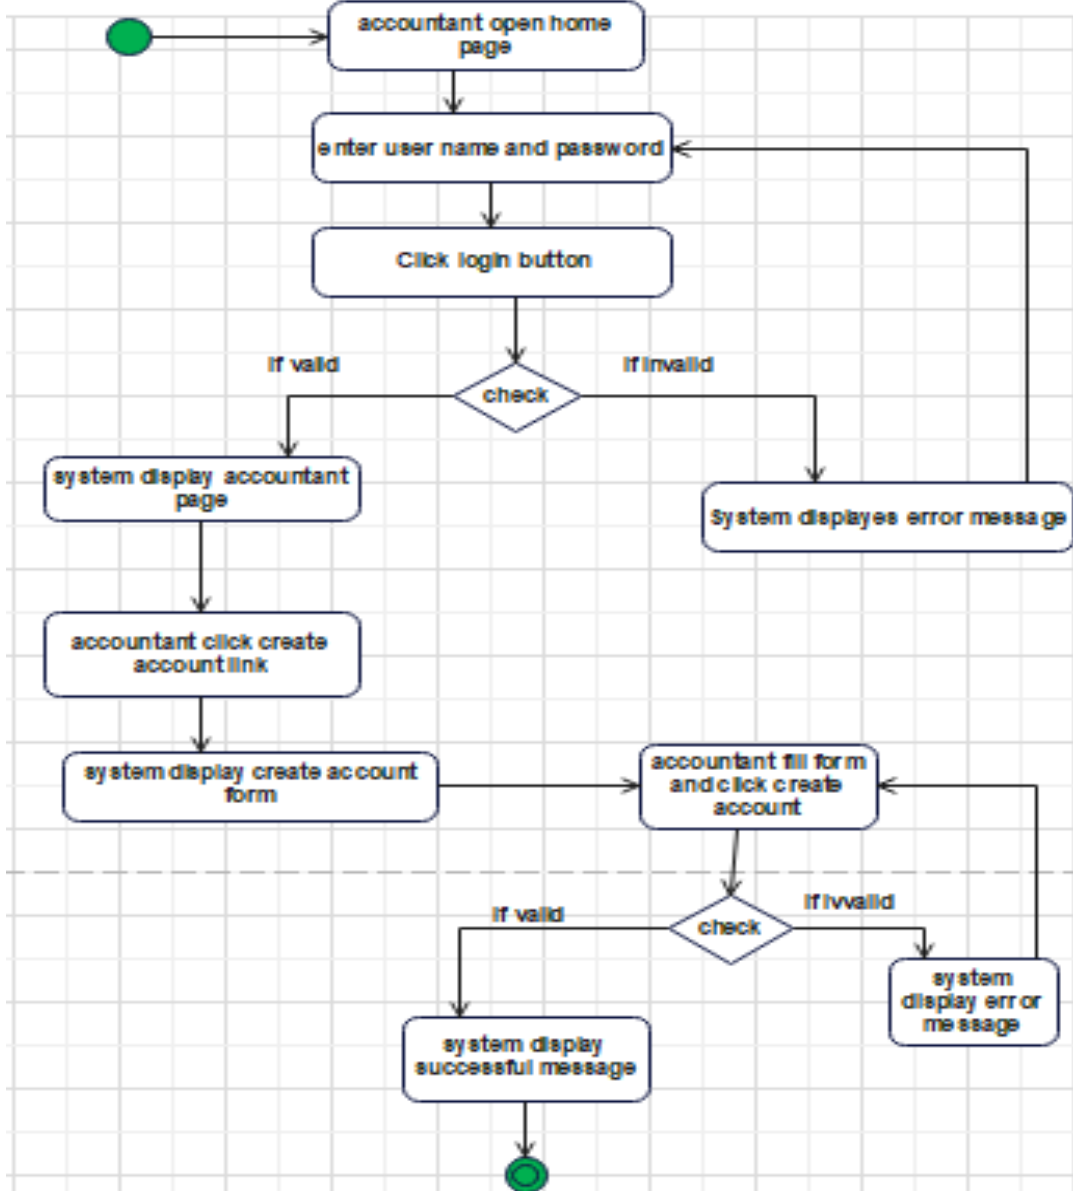 accountant open home
page
enter user name and password
Click login button
If valid
If invalid
check
system display accountant
page
System displayes error message
accountant click create
account link
system display create account
form
accountant fill form
and click create
account
If valid
If ivvalid
check
system
display error
message
system display
successful message